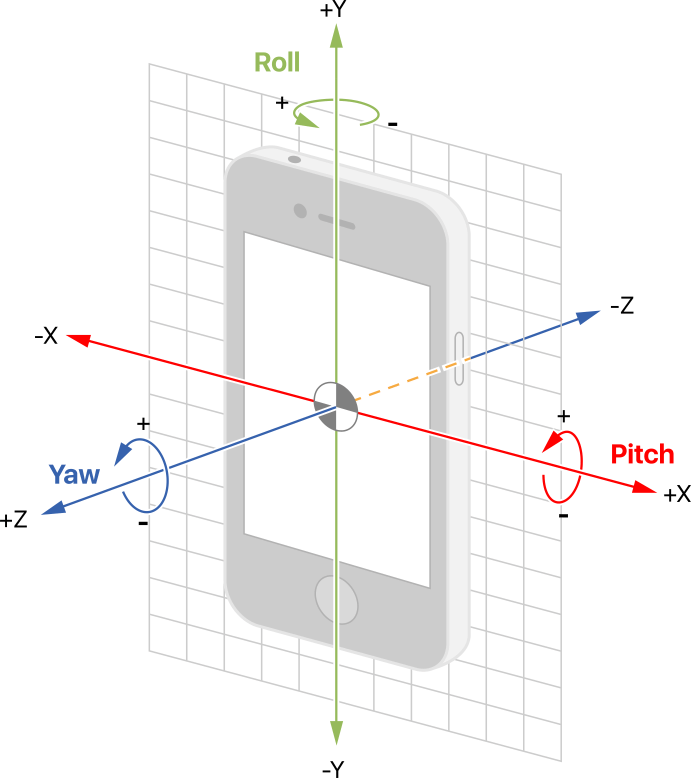 +Y
Roll
+
-
-Z
-X
+
+
Pitch
Yaw
+X
+Z
-
-
-Y